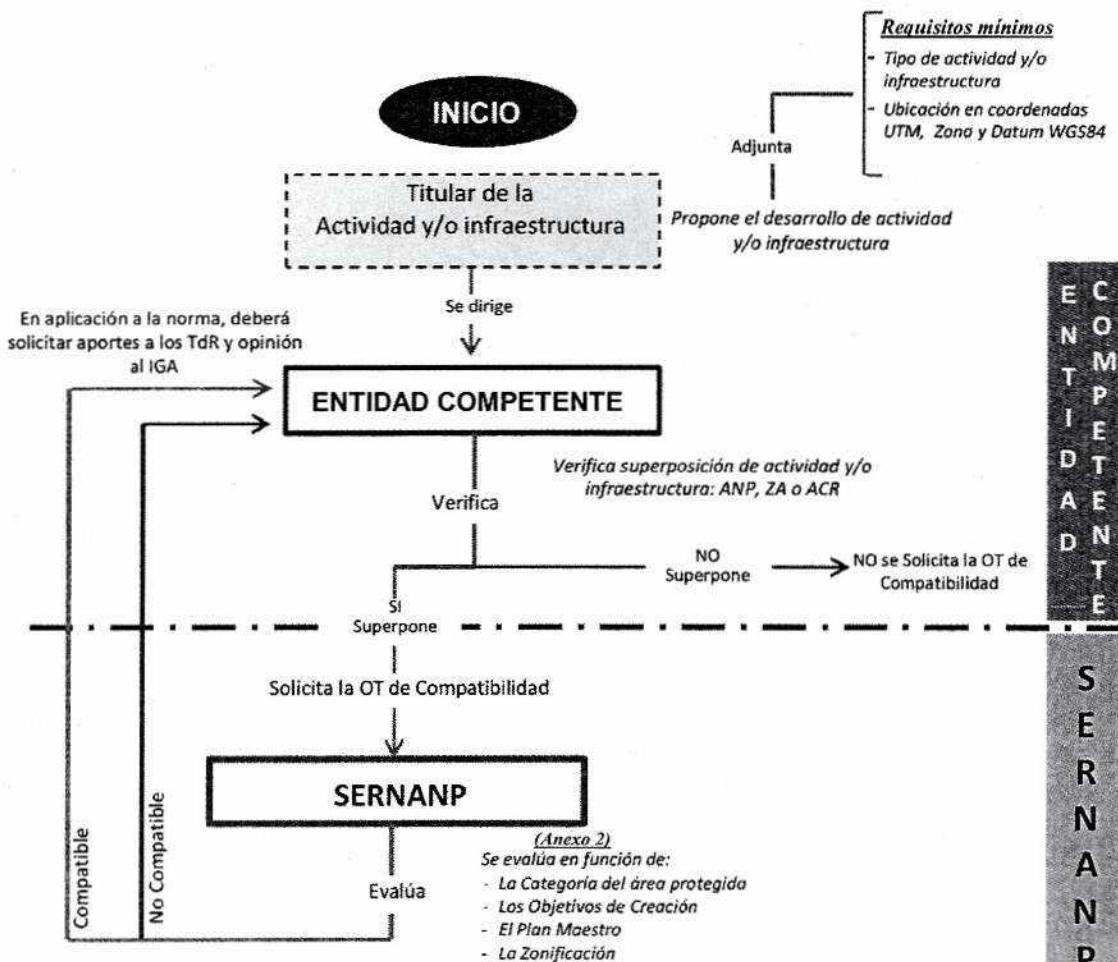 INICIO
Titular de la
Actividad y/o infraestructura
Requisitos mínimos
- Tipo de actividad y/o
infraestructura
- Ubicación en coordenadas
UTM, Zona y Datum WGS84
Adjunta
Propone el desarrollo de actividad
y/o infraestructura
Se dirige
En aplicación a la norma, deberá
solicitar aportes a los TdR y opinión
al IGA
ENTIDAD COMPETENTE
Verifica superposición de actividad y/o
infraestructura: ANP, ZA o ACR
Verifica
NO
Superpone
NO se Solicita la OT de
Compatibilidad
SI
Superpone
ENTIDAD
COMPETENTE
Solicita la OT de Compatibilidad
SERNANP
Compatible
No Compatible
Evalúa
(Anexo 2)
Se evalúa en función de:
- La Categoría del área protegida
- Los Objetivos de Creación
- El Plan Maestro
- La Zonificación
SERNANP